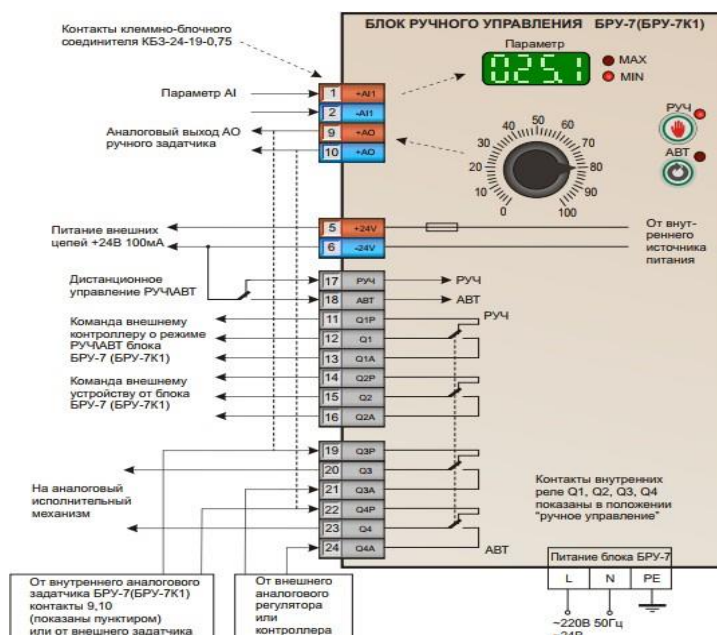 БЛОК РУЧНОГО УПРАВЛЕНИЯ БРУ-7(БРУ-7К1)
Контакты клеммно-блочного
соединителя КБЗ-24-19-0,75
Параметр
025.1
MAX
MIN
Параметр AI
1 +AI1
2 -AI1
Аналоговый выход АО
ручного задатчика
9 +AO
10 +AO
РУЧ
АВТ
0
10
20
30
40
50
60
70
80
90
100
Питание внешних
цепей +24В 100мА
5 +24V
6 -24V
От внут-
реннего
источника
питания
Дистанционное
управление РУЧ\АВТ
17 РУЧ
18 АВТ
РУЧ
АВТ
Команда внешнему
контроллеру о режиме
РУЧ\АВТ блока
БРУ-7 (БРУ-7К1)
11 Q1P
12 Q1
13 Q1A
РУЧ
Команда внешнему
устройству от блока
БРУ-7 (БРУ-7К1)
14 Q2P
15 Q2
16 Q2A
На аналоговый
исполнительный
механизм
19 Q3P
20 Q3
21 Q3A
22 Q4P
23 Q4
24 Q4A
АВТ
Контакты внутренних
реле Q1, Q2, Q3, Q4
показаны в положении
"ручное управление"
Питание блока БРУ-7
L N PE
~220В 50Гц
~24В
От внутреннего аналогового
задатчика БРУ-7(БРУ-7К1)
контакты 9,10
(показаны пунктиром)
или от внешнего задатчика
От внешнего
аналогового
регулятора
или
контроллера